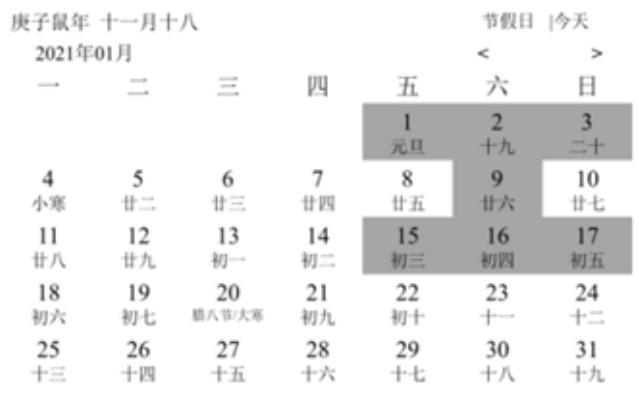 庚子鼠年 十一月十八 节假日 |今天
2021年01月 < >
一 二 三 四 五 六 日
1 2 3
元旦 十九 二十
4 5 6 7 8 9 10
小寒 廿二 廿三 廿四 廿五 廿六 廿七
11 12 13 14 15 16 17
廿八 廿九 初一 初二 初三 初四 初五
18 19 20 21 22 23 24
初六 初七 腊八节/大寒 初九 初十 十一 十二
25 26 27 28 29 30 31
十三 十四 十五 十六 十七 十八 十九